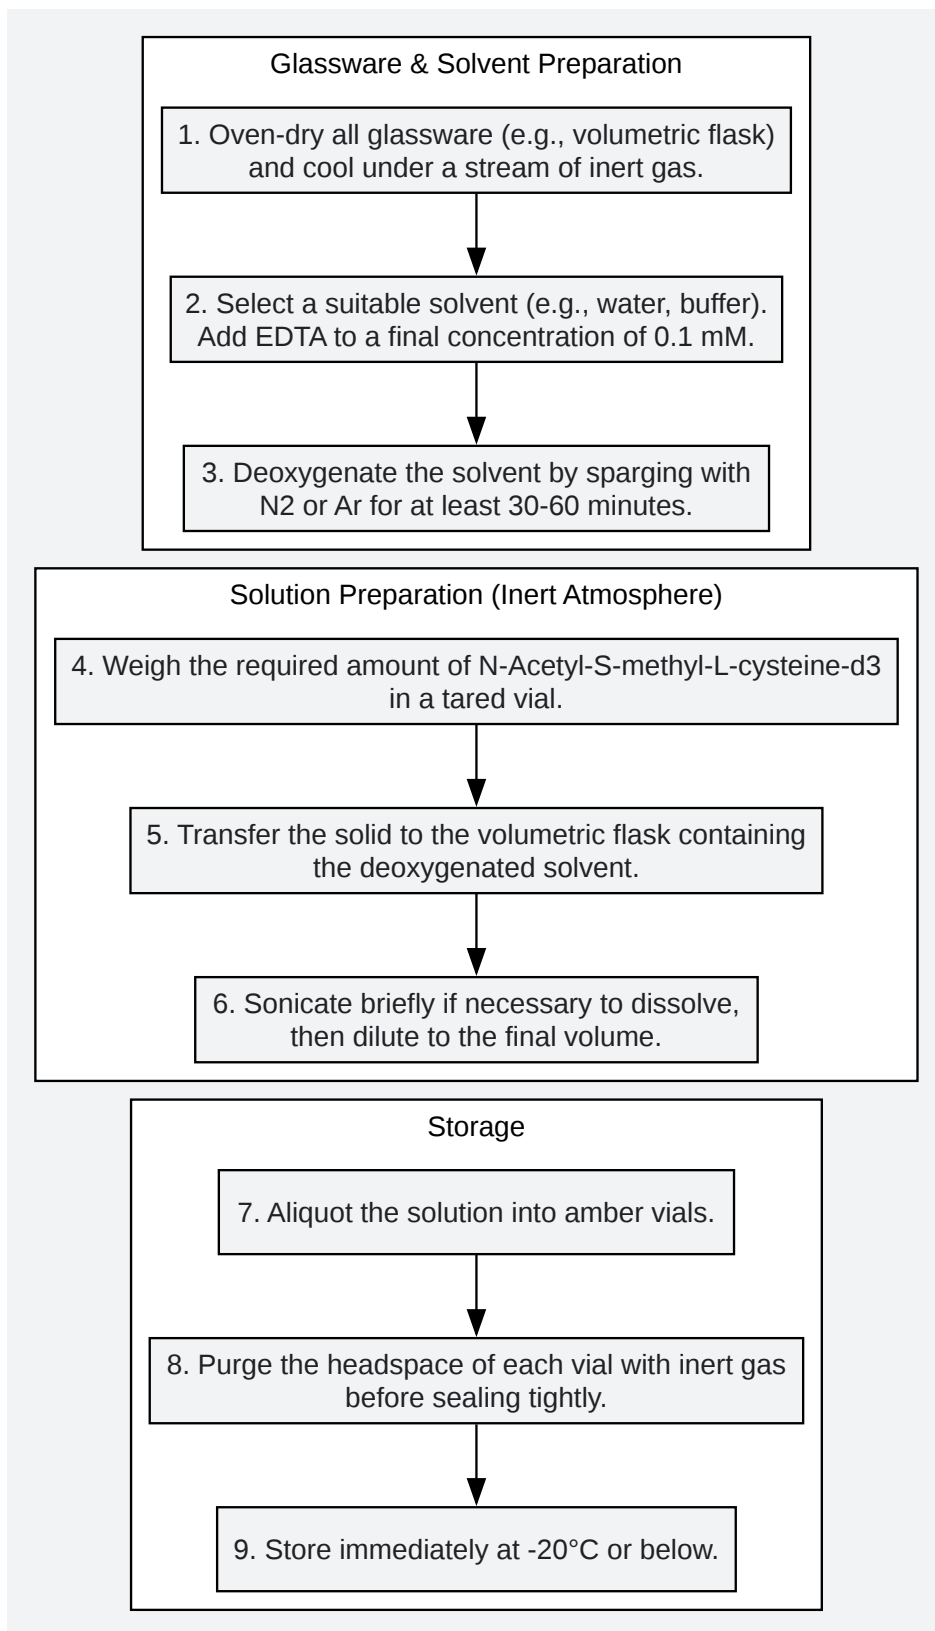 Glassware & Solvent Preparation
1. Oven-dry all glassware (e.g., volumetric flask)
and cool under a stream of inert gas.
2. Select a suitable solvent (e.g., water, buffer).
Add EDTA to a final concentration of 0.1 mM.
3. Deoxygenate the solvent by sparging with
N2 or Ar for at least 30-60 minutes.
Solution Preparation (Inert Atmosphere)
4. Weigh the required amount of N-Acetyl-S-methyl-L-cysteine-d3
in a tared vial.
5. Transfer the solid to the volumetric flask containing
the deoxygenated solvent.
6. Sonicate briefly if necessary to dissolve,
then dilute to the final volume.
Storage
7. Aliquot the solution into amber vials.
8. Purge the headspace of each vial with inert gas
before sealing tightly.
9. Store immediately at -20°C or below.